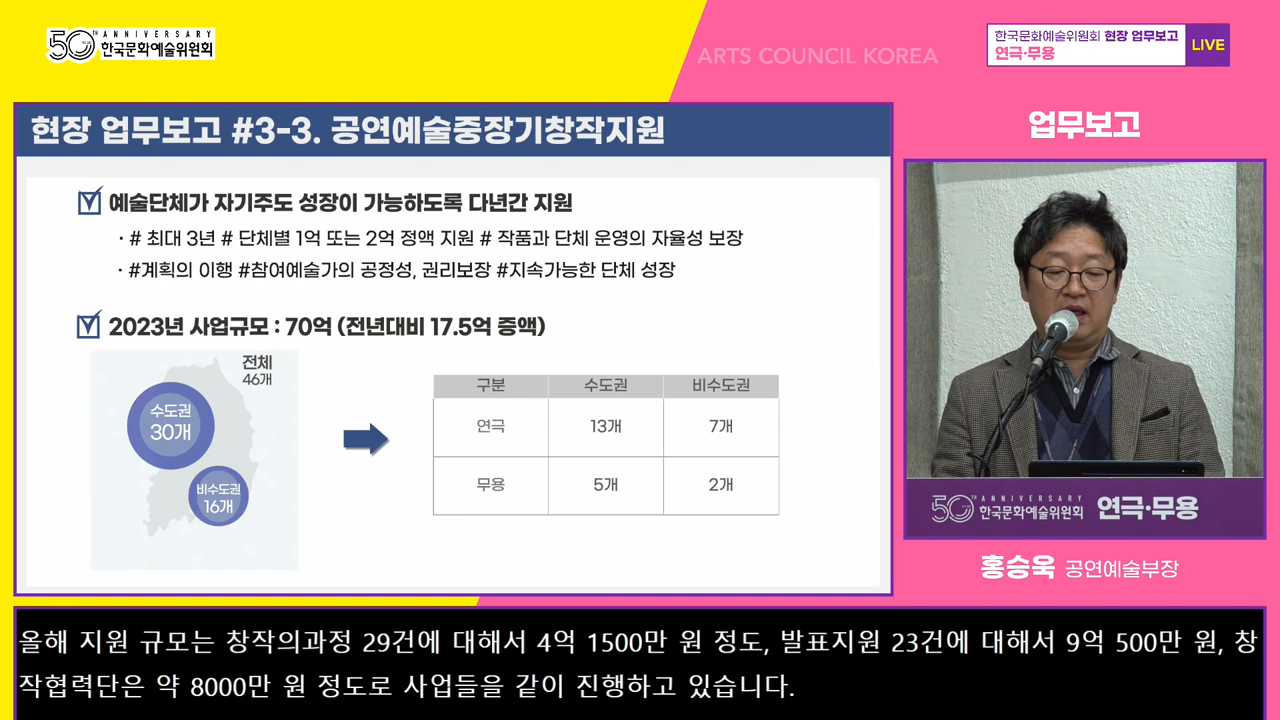 50TH ANNIVERSARY
한국문화예술위원회
ARTS COUNCIL KOREA
한국문화예술위원회 현장 업무보고
연극·무용
LIVE
현장 업무보고 #3-3. 공연예술중장기창작지원
예술단체가 자기주도 성장이 가능하도록 다년간 지원
· # 최대 3년 # 단체별 1억 또는 2억 정액 지원 # 작품과 단체 운영의 자율성 보장
· #계획의 이행 #참여예술가의 공정성, 권리보장 #지속가능한 단체 성장
2023년 사업규모 : 70억 (전년대비 17.5억 증액)
전체
46개
수도권
30개
비수도권
16개
구분 수도권 비수도권
연극 13개 7개
무용 5개 2개
업무보고
50TH ANNIVERSARY
한국문화예술위원회 연극·무용
홍승욱 공연예술부장
올해 지원 규모는 창작의과정 29건에 대해서 4억 1500만 원 정도, 발표지원 23건에 대해서 9억 500만 원, 창
작협력단은 약 8000만 원 정도로 사업들을 같이 진행하고 있습니다.